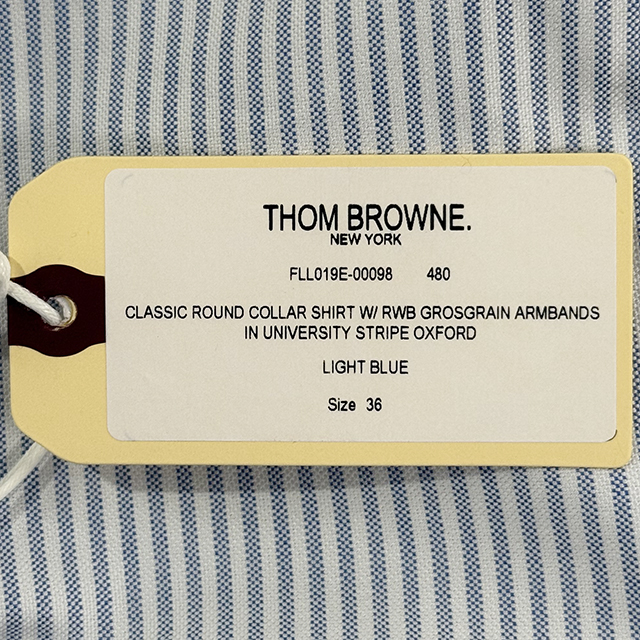 THOM BROWNE.
NEW YORK
FLL019E-00098 480
CLASSIC ROUND COLLAR SHIRT W/ RWB GROSGRAIN ARMBANDS
IN UNIVERSITY STRIPE OXFORD
LIGHT BLUE
Size 36